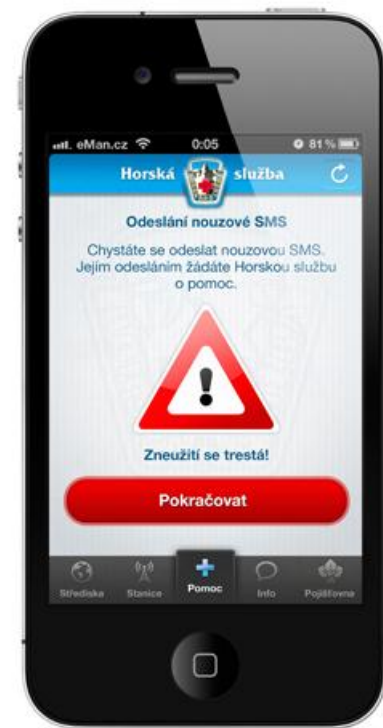 eMan.cz 0:05 81 %
Horská služba
Odeslání nouzové SMS
Chystáte se odeslat nouzovou SMS.
Jejím odesláním žádáte Horskou službu
o pomoc.
!
Zneužití se trestá!
Pokračovat
Střediska Stanice Pomoc Info Pojišťovna